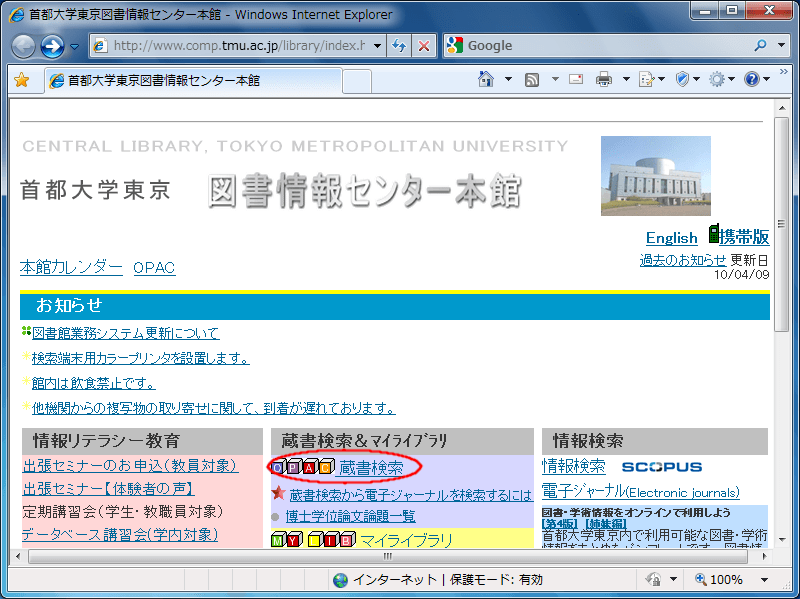 首都大学東京図書情報センター本館 - Windows Internet Explorer
http://www.comp.tmu.ac.jp/library/index.h
Google
首都大学東京図書情報センター本館
CENTRAL LIBRARY, TOKYO METROPOLITAN UNIVERSITY
首都大学東京 図書情報センター本館
English 携帯版
本館カレンダー OPAC
過去のお知らせ 更新日
10/04/09
お知らせ
図書館業務システム更新について
検索端末用カラープリンタを設置します。
館内は飲食禁止です。
他機関からの複写物の取り寄せに関して、到着が遅れております。
情報リテラシー教育
出張セミナーのお申込(教員対象)
出張セミナー【体験者の声】
定期講習会(学生・教職員対象)
データベース講習会(学内対象)
蔵書検索&マイライブラリ
OPAC 蔵書検索
蔵書検索から電子ジャーナルを検索するには
博士学位論文論題一覧
MY LIB マイライブラリ
情報検索
情報検索 SCOPUS
電子ジャーナル(Electronic journals)
図書・学術情報をオンラインで利用しよう
【第4版】 【姉妹編】
首都大学東京内で利用可能な図書・学術
インターネット | 保護モード: 有効
100%